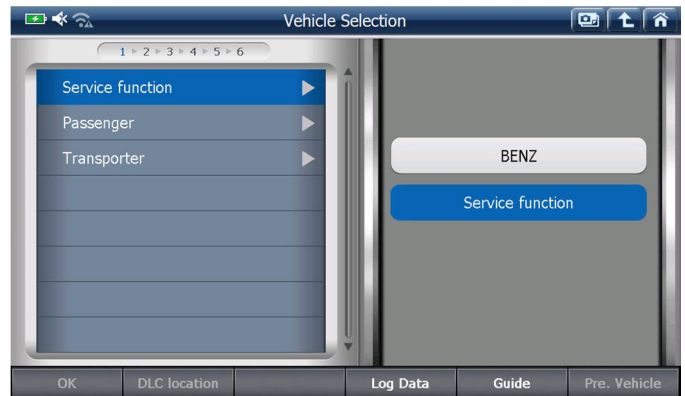 Vehicle Selection
1 ▸ 2 ▸ 3 ▸ 4 ▸ 5 ▸ 6
Service function
Passenger
Transporter
BENZ
Service function
OK DLC location Log Data Guide Pre. Vehicle